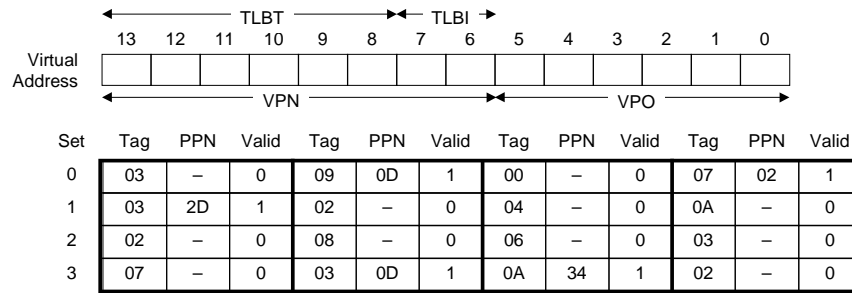 TLBT TLBI
13 12 11 10 9 8 7 6 5 4 3 2 1 0
Virtual
Address
VPN VPO
Set Tag PPN Valid Tag PPN Valid Tag PPN Valid Tag PPN Valid
0 03 – 0 09 0D 1 00 – 0 07 02 1
1 03 2D 1 02 – 0 04 – 0 0A – 0
2 02 – 0 08 – 0 06 – 0 03 – 0
3 07 – 0 03 0D 1 0A 34 1 02 – 0